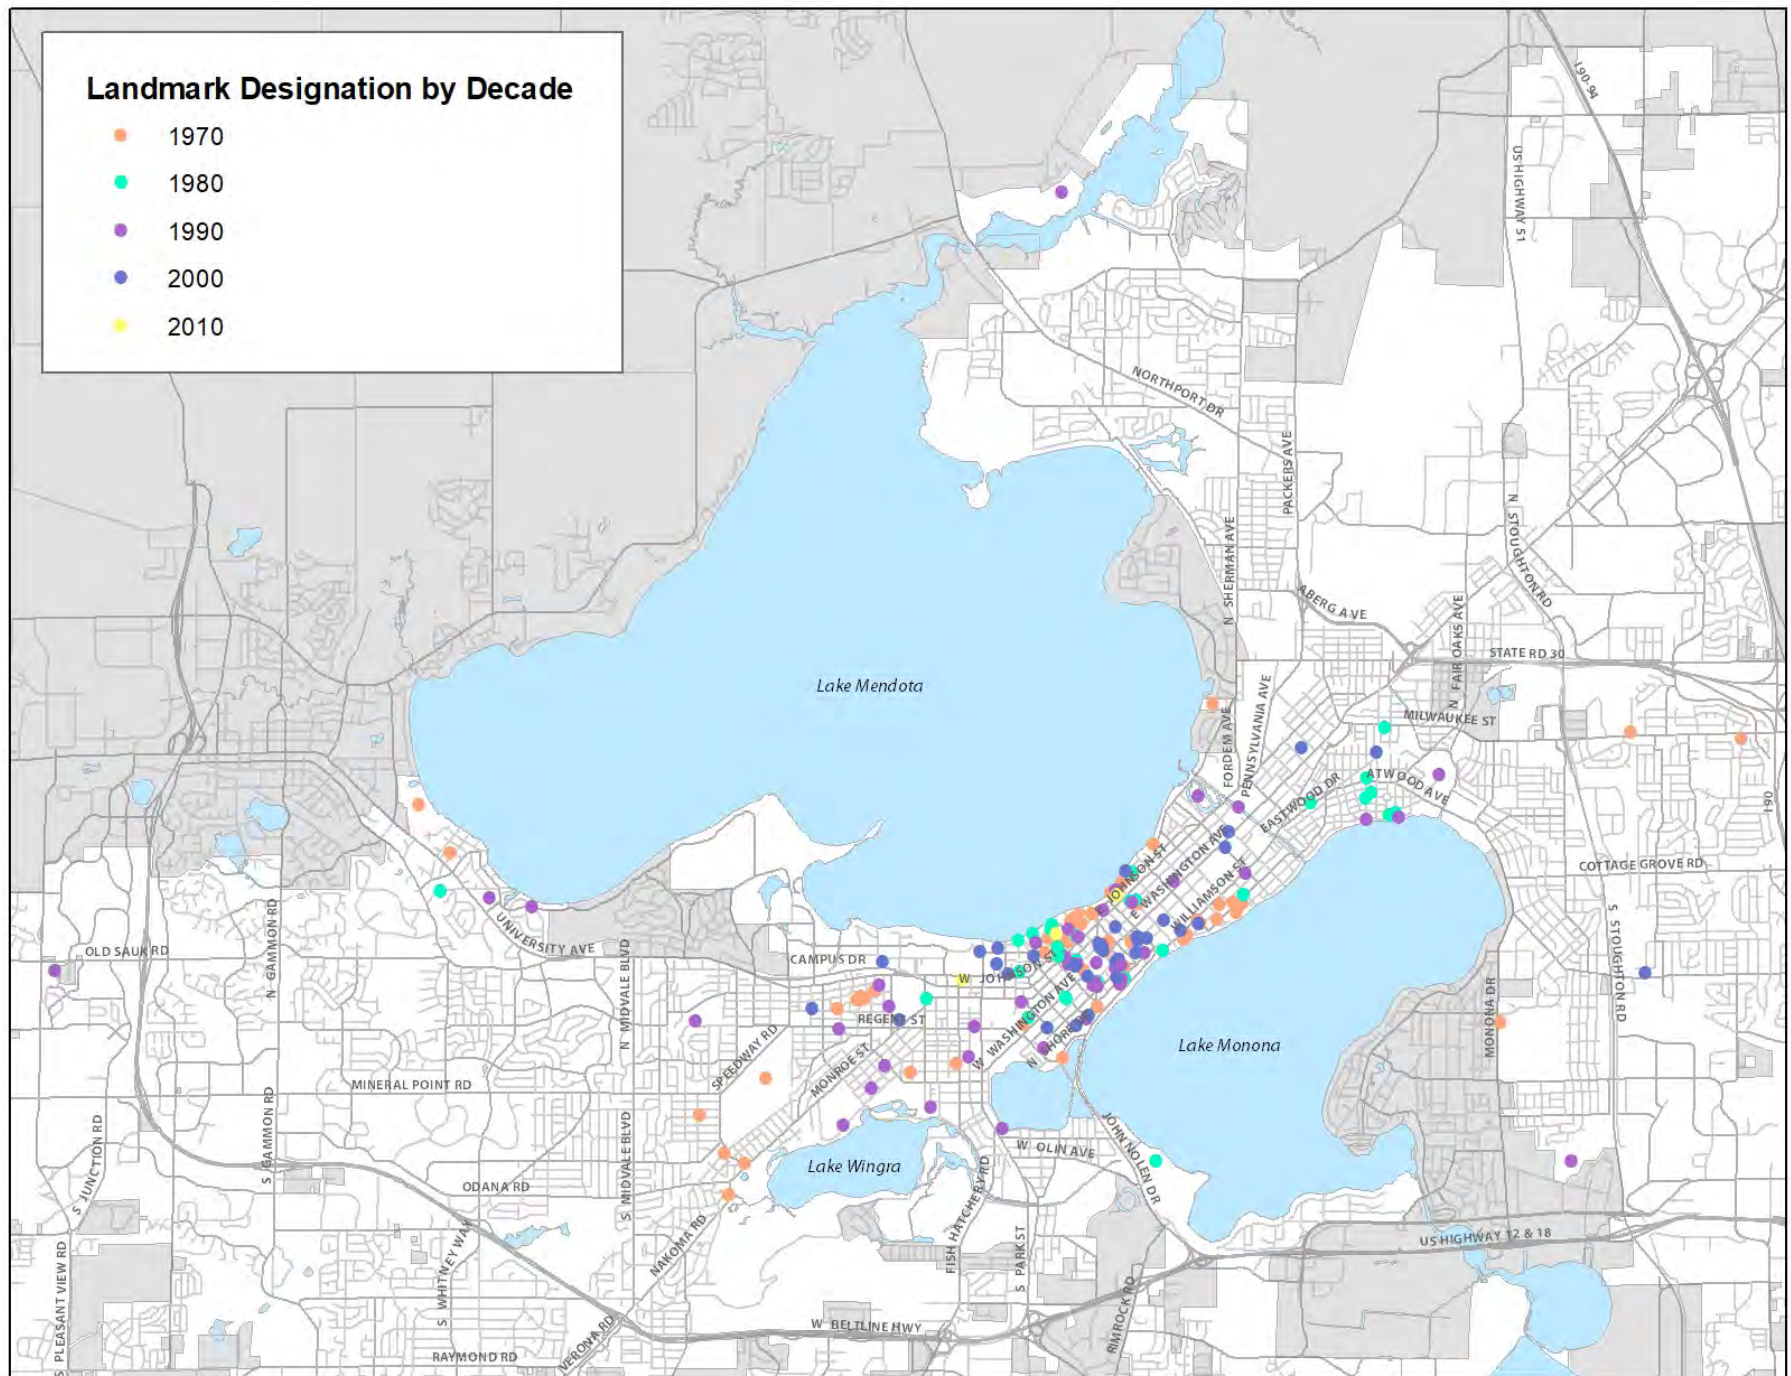 Landmark Designation by Decade
1970
1980
1990
2000
2010
I 90-94
US HIGHWAY 51
NORTHPORT DR
PACKERS AVE
N STOUGHTON RD
N SHERMAN AVE
ABERG AVE
N FAIR OAKS AVE
STATE RD 30
Lake Mendota
PENNSYLVANIA AVE
FORDEM AVE
MILWAUKEE ST
ATWOOD AVE
EASTWOOD DR
I 90
JOHNSON ST
E WASHINGTON AVE
WILLIAMSON ST
COTTAGE GROVE RD
N GAMMON RD
UNIVERSITY AVE
OLD SAUK RD
N MIDVALE BLVD
CAMPUS DR
W JOHNSON ST
S STOUGHTON RD
REGENT ST
W WASHINGTON AVE
MONONA DR
SPEEDWAY RD
MONROE ST
N SHORE DR
Lake Monona
MINERAL POINT RD
S GAMMON RD
S JUNCTION RD
S MIDVALE BLVD
JOHN NOLEN DR
W OLIN AVE
Lake Wingra
ODANA RD
FISH HATCHERY RD
NAKOMA RD
S WHITNEY WAY
S PARK ST
US HIGHWAY 12 & 18
S PLEASANT VIEW RD
RIMROCK RD
W BELTLINE HWY
VERONA RD
RAYMOND RD